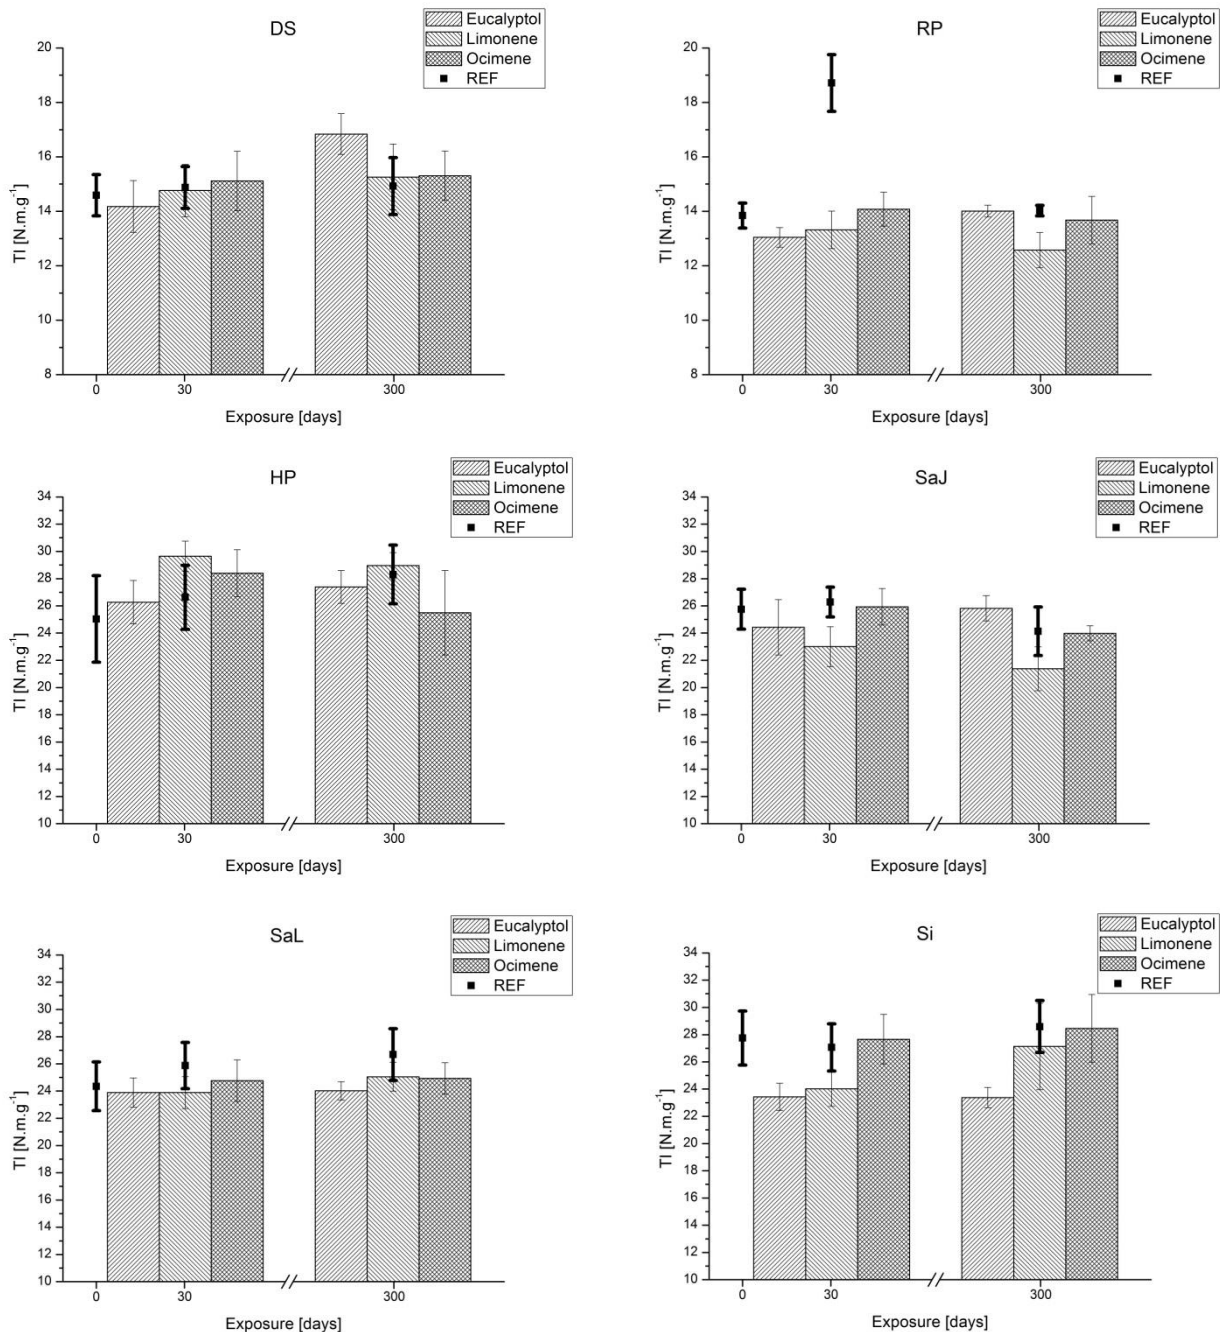 DS
Eucalyptol
Limonene
Ocimene
REF
20
18
16
14
12
10
8
TI [N.m.g-1]
0
30
300
Exposure [days]
RP
Eucalyptol
Limonene
Ocimene
REF
20
18
16
14
12
10
8
TI [N.m.g-1]
0
30
300
Exposure [days]
HP
Eucalyptol
Limonene
Ocimene
REF
34
32
30
28
26
24
22
20
18
16
14
12
10
TI [N.m.g-1]
0
30
300
Exposure [days]
SaJ
Eucalyptol
Limonene
Ocimene
REF
34
32
30
28
26
24
22
20
18
16
14
12
10
TI [N.m.g-1]
0
30
300
Exposure [days]
SaL
Eucalyptol
Limonene
Ocimene
REF
34
32
30
28
26
24
22
20
18
16
14
12
10
TI [N.m.g-1]
0
30
300
Exposure [days]
Si
Eucalyptol
Limonene
Ocimene
REF
34
32
30
28
26
24
22
20
18
16
14
12
10
TI [N.m.g-1]
0
30
300
Exposure [days]